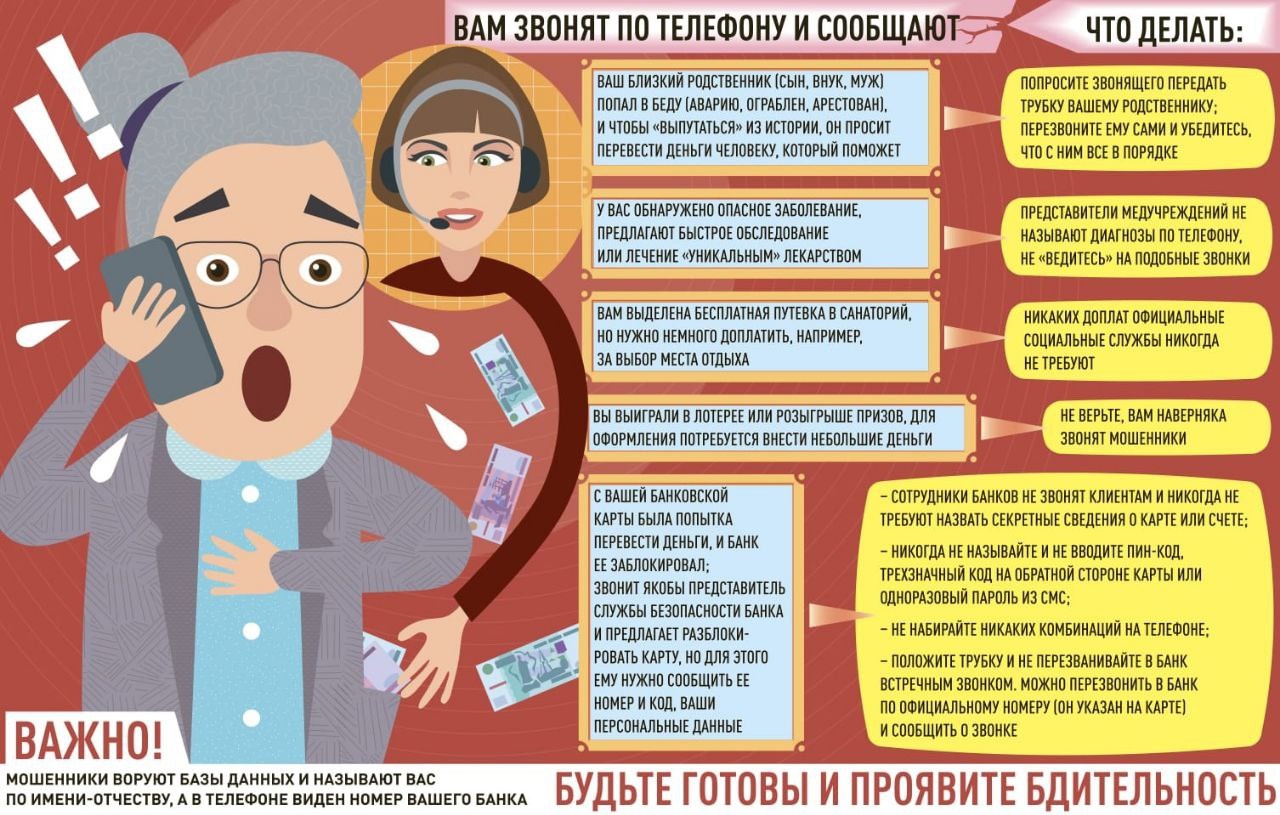 ВАМ ЗВОНЯТ ПО ТЕЛЕФОНУ И СООБЩАЮТ
ЧТО ДЕЛАТЬ:
ВАШ БЛИЗКИЙ РОДСТВЕННИК (СЫН, ВНУК, МУЖ)
ПОПАЛ В БЕДУ (АВАРИЮ, ОГРАБЛЕН, АРЕСТОВАН),
И ЧТОБЫ «ВЫПУТАТЬСЯ» ИЗ ИСТОРИИ, ОН ПРОСИТ
ПЕРЕВЕСТИ ДЕНЬГИ ЧЕЛОВЕКУ, КОТОРЫЙ ПОМОЖЕТ
ПОПРОСИТЕ ЗВОНЯЩЕГО ПЕРЕДАТЬ
ТРУБКУ ВАШЕМУ РОДСТВЕННИКУ;
ПЕРЕЗВОНИТЕ ЕМУ САМИ И УБЕДИТЕСЬ,
ЧТО С НИМ ВСЕ В ПОРЯДКЕ
У ВАС ОБНАРУЖЕНО ОПАСНОЕ ЗАБОЛЕВАНИЕ,
ПРЕДЛАГАЮТ БЫСТРОЕ ОБСЛЕДОВАНИЕ
ИЛИ ЛЕЧЕНИЕ «УНИКАЛЬНЫМ» ЛЕКАРСТВОМ
ПРЕДСТАВИТЕЛИ МЕДУЧРЕЖДЕНИЙ НЕ
НАЗЫВАЮТ ДИАГНОЗЫ ПО ТЕЛЕФОНУ,
НЕ «ВЕДИТЕСЬ» НА ПОДОБНЫЕ ЗВОНКИ
ВАМ ВЫДЕЛЕНА БЕСПЛАТНАЯ ПУТЕВКА В САНАТОРИЙ,
НО НУЖНО НЕМНОГО ДОПЛАТИТЬ, НАПРИМЕР,
ЗА ВЫБОР МЕСТА ОТДЫХА
НИКАКИХ ДОПЛАТ ОФИЦИАЛЬНЫЕ
СОЦИАЛЬНЫЕ СЛУЖБЫ НИКОГДА
НЕ ТРЕБУЮТ
ВЫ ВЫИГРАЛИ В ЛОТЕРЕЕ ИЛИ РОЗЫГРЫШЕ ПРИЗОВ, ДЛЯ
ОФОРМЛЕНИЯ ПОТРЕБУЕТСЯ ВНЕСТИ НЕБОЛЬШИЕ ДЕНЬГИ
НЕ ВЕРЬТЕ, ВАМ НАВЕРНЯКА
ЗВОНЯТ МОШЕННИКИ
С ВАШЕЙ БАНКОВСКОЙ
КАРТЫ БЫЛА ПОПЫТКА
ПЕРЕВЕСТИ ДЕНЬГИ, И БАНК
ЕЕ ЗАБЛОКИРОВАЛ;
ЗВОНИТ ЯКОБЫ ПРЕДСТАВИТЕЛЬ
СЛУЖБЫ БЕЗОПАСНОСТИ БАНКА
И ПРЕДЛАГАЕТ РАЗБЛОКИ-
РОВАТЬ КАРТУ, НО ДЛЯ ЭТОГО
ЕМУ НУЖНО СООБЩИТЬ ЕЕ
НОМЕР И КОД, ВАШИ
ПЕРСОНАЛЬНЫЕ ДАННЫЕ
– СОТРУДНИКИ БАНКОВ НЕ ЗВОНЯТ КЛИЕНТАМ И НИКОГДА НЕ
ТРЕБУЮТ НАЗВАТЬ СЕКРЕТНЫЕ СВЕДЕНИЯ О КАРТЕ ИЛИ СЧЕТЕ;
– НИКОГДА НЕ НАЗЫВАЙТЕ И НЕ ВВОДИТЕ ПИН-КОД,
ТРЕХЗНАЧНЫЙ КОД НА ОБРАТНОЙ СТОРОНЕ КАРТЫ ИЛИ
ОДНОРАЗОВЫЙ ПАРОЛЬ ИЗ СМС;
– НЕ НАБИРАЙТЕ НИКАКИХ КОМБИНАЦИЙ НА ТЕЛЕФОНЕ;
– ПОЛОЖИТЕ ТРУБКУ И НЕ ПЕРЕЗВАНИВАЙТЕ В БАНК
ВСТРЕЧНЫМ ЗВОНКОМ. МОЖНО ПЕРЕЗВОНИТЬ В БАНК
ПО ОФИЦИАЛЬНОМУ НОМЕРУ (ОН УКАЗАН НА КАРТЕ)
И СООБЩИТЬ О ЗВОНКЕ
!!!
ВАЖНО!
МОШЕННИКИ ВОРУЮТ БАЗЫ ДАННЫХ И НАЗЫВАЮТ ВАС
ПО ИМЕНИ-ОТЧЕСТВУ, А В ТЕЛЕФОНЕ ВИДЕН НОМЕР ВАШЕГО БАНКА
БУДЬТЕ ГОТОВЫ И ПРОЯВИТЕ БДИТЕЛЬНОСТЬ